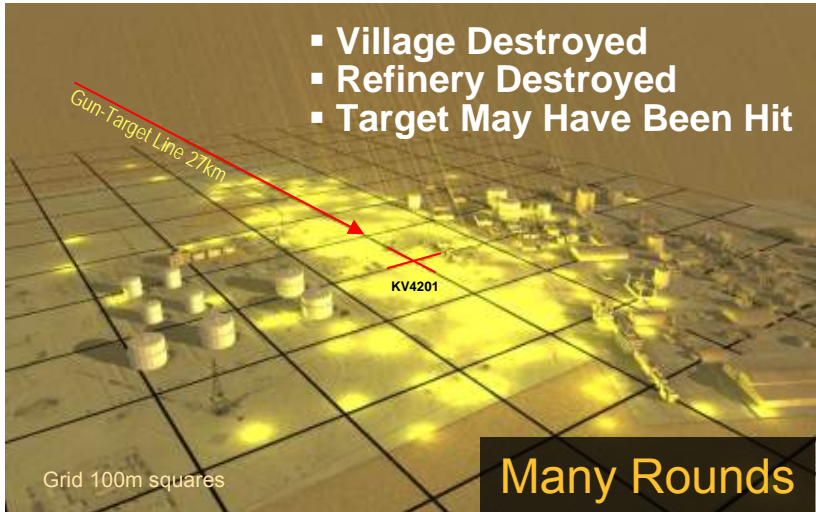 ▪ Village Destroyed
▪ Refinery Destroyed
▪ Target May Have Been Hit
Gun-Target Line 27km
KV4201
Grid 100m squares
Many Rounds